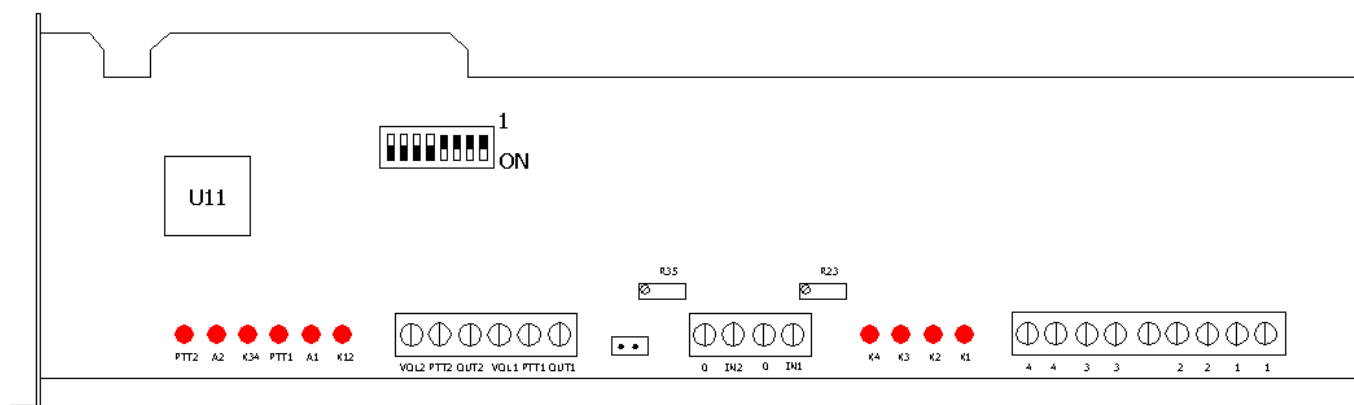 1
ON
U11
R35 R23
PTT2 A2 K34 PTT1 A1 K12
VOL2 PTT2 OUT2 VOL1 PTT1 OUT1
0 IN2 0 IN1
K4 K3 K2 K1
4 4 3 3 2 2 1 1